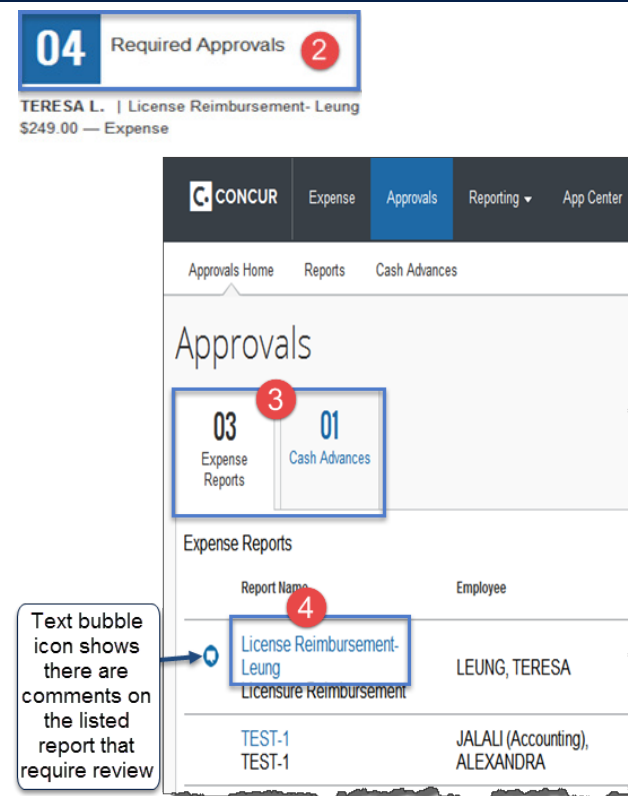 04 Required Approvals 2
TERESA L. | License Reimbursement- Leung
$249.00 — Expense
C. CONCUR Expense Approvals Reporting App Center
Approvals Home Reports Cash Advances
Approvals
3
03 01
Expense Cash Advances
Reports
Expense Reports
Report Name Employee
4
License Reimbursement-
Leung
Licensure Reimbursement
LEUNG, TERESA
Text bubble
icon shows
there are
comments on
the listed
report that
require review
TEST-1 JALALI (Accounting),
TEST-1 ALEXANDRA